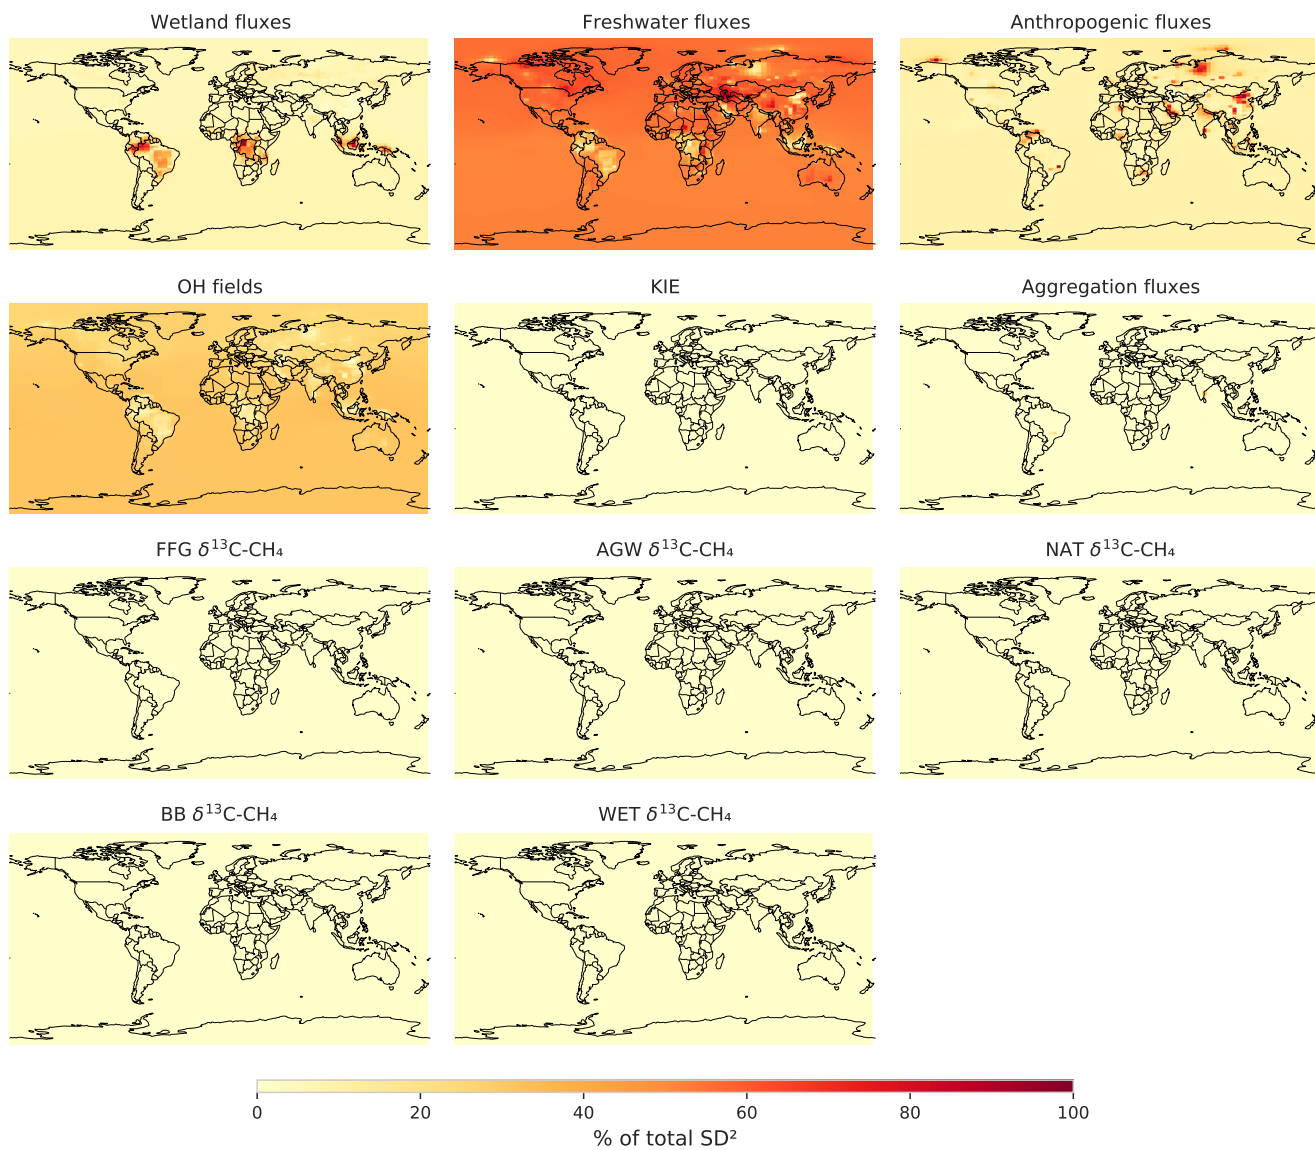 Wetland fluxes
Freshwater fluxes
Anthropogenic fluxes
OH fields
KIE
Aggregation fluxes
FFG δ¹³C-CH₄
AGW δ¹³C-CH₄
NAT δ¹³C-CH₄
BB δ¹³C-CH₄
WET δ¹³C-CH₄
0 20 40 60 80 100
% of total SD²